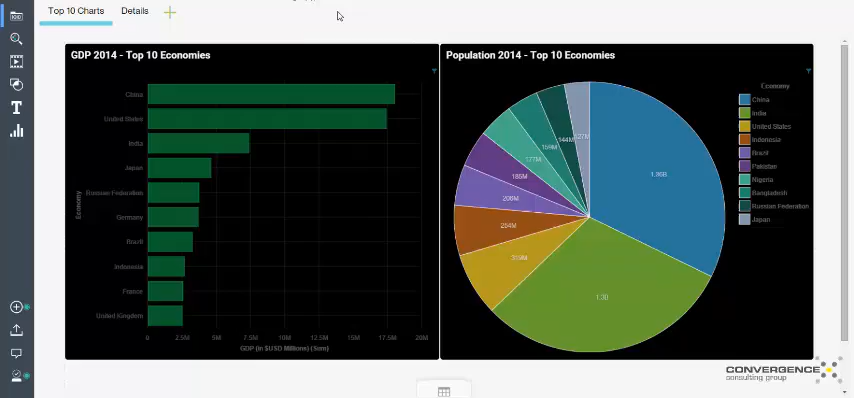 Top 10 Charts
Details
GDP 2014 - Top 10 Economies
China
United States
India
Japan
Russian Federation
Germany
Brazil
Indonesia
France
United Kingdom
Economy
0
2.5M
5M
7.5M
10M
12.5M
15M
17.5M
20M
GDP (in $USD Millions) (Sum)
Population 2014 - Top 10 Economies
1.36B
319M
254M
206M
185M
177M
159M
144M
127M
Economy
China
India
United States
Indonesia
Brazil
Pakistan
Nigeria
Bangladesh
Russian Federation
Japan
CONVERGENCE
consulting group